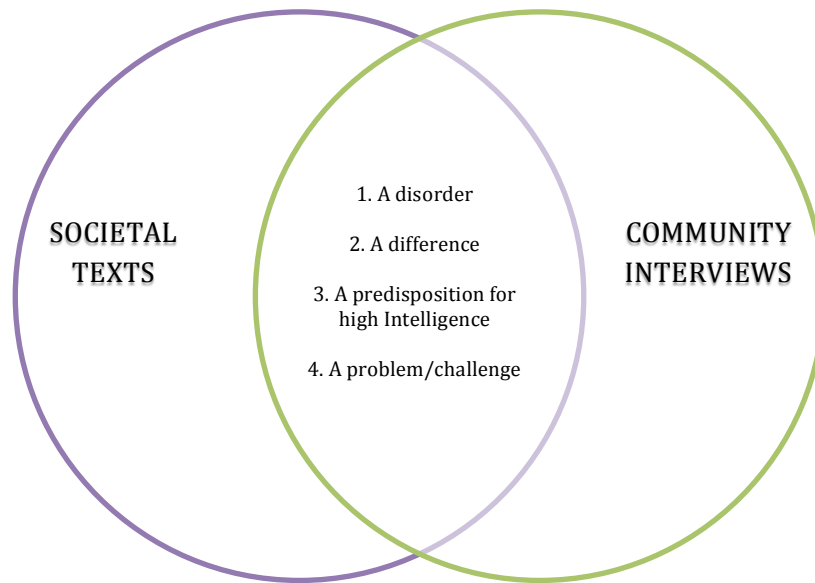 SOCIETAL
TEXTS
1. A disorder
2. A difference
3. A predisposition for
high Intelligence
4. A problem/challenge
COMMUNITY
INTERVIEWS